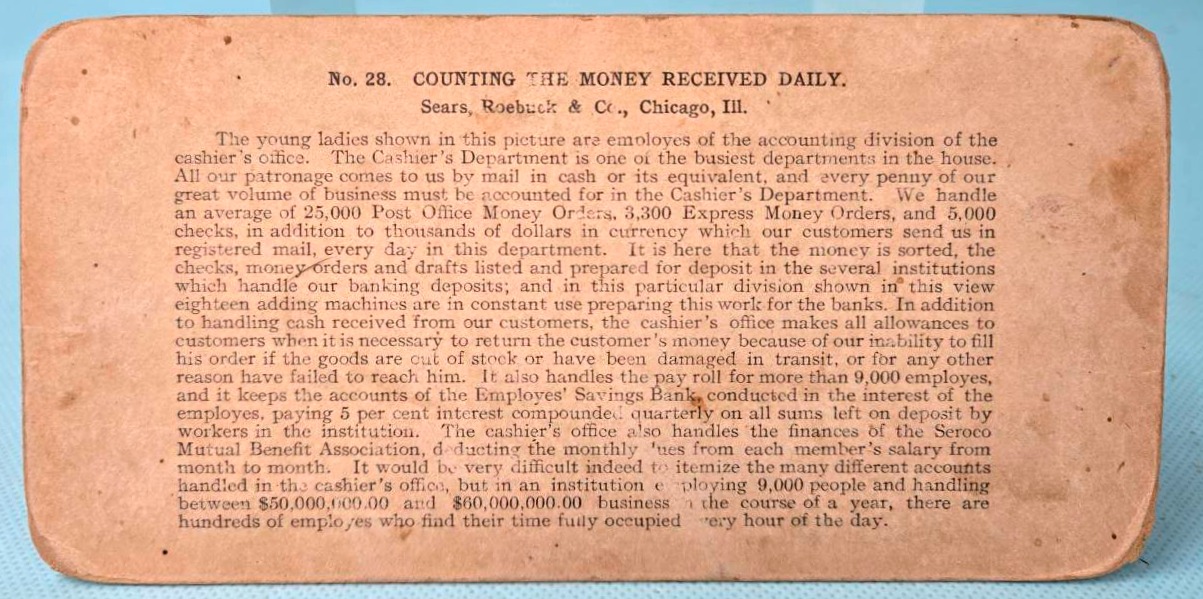 No. 28. COUNTING THE MONEY RECEIVED DAILY.
Sears, Roebuck & Co., Chicago, Ill.
The young ladies shown in this picture are employes of the accounting division of the
cashier's office. The Cashier's Department is one of the busiest departments in the house.
All our patronage comes to us by mail in cash or its equivalent, and every penny of our
great volume of business must be accounted for in the Cashier's Department. We handle
an average of 25,000 Post Office Money Orders, 3,300 Express Money Orders, and 5,000
checks, in addition to thousands of dollars in currency which our customers send us in
registered mail, every day in this department. It is here that the money is sorted, the
checks, money orders and drafts listed and prepared for deposit in the several institutions
which handle our banking deposits; and in this particular division shown in this view
eighteen adding machines are in constant use preparing this work for the banks. In addition
to handling cash received from our customers, the cashier's office makes all allowances to
customers when it is necessary to return the customer's money because of our inability to fill
his order if the goods are out of stock or have been damaged in transit, or for any other
reason have failed to reach him. It also handles the pay roll for more than 9,000 employes,
and it keeps the accounts of the Employes' Savings Bank, conducted in the interest of the
employes, paying 5 per cent interest compounded quarterly on all sums left on deposit by
workers in the institution. The cashier's office also handles the finances of the Seroco
Mutual Benefit Association, deducting the monthly dues from each member's salary from
month to month. It would be very difficult indeed to itemize the many different accounts
handled in the cashier's office, but in an institution employing 9,000 people and handling
between $50,000,000.00 and $60,000,000.00 business in the course of a year, there are
hundreds of employes who find their time fully occupied every hour of the day.